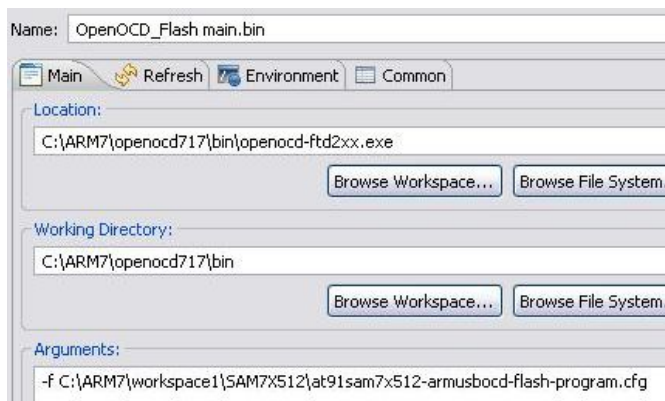 Name: OpenOCD_Flash main.bin
Main Refresh Environment Common
Location:
C:\ARM7\openocd717\bin\openocd-ftd2xx.exe
Browse Workspace... Browse File System.
Working Directory:
C:\ARM7\openocd717\bin
Browse Workspace... Browse File System.
Arguments:
-f C:\ARM7\workspace1\SAM7X512\at91sam7x512-armusbocd-flash-program.cfg